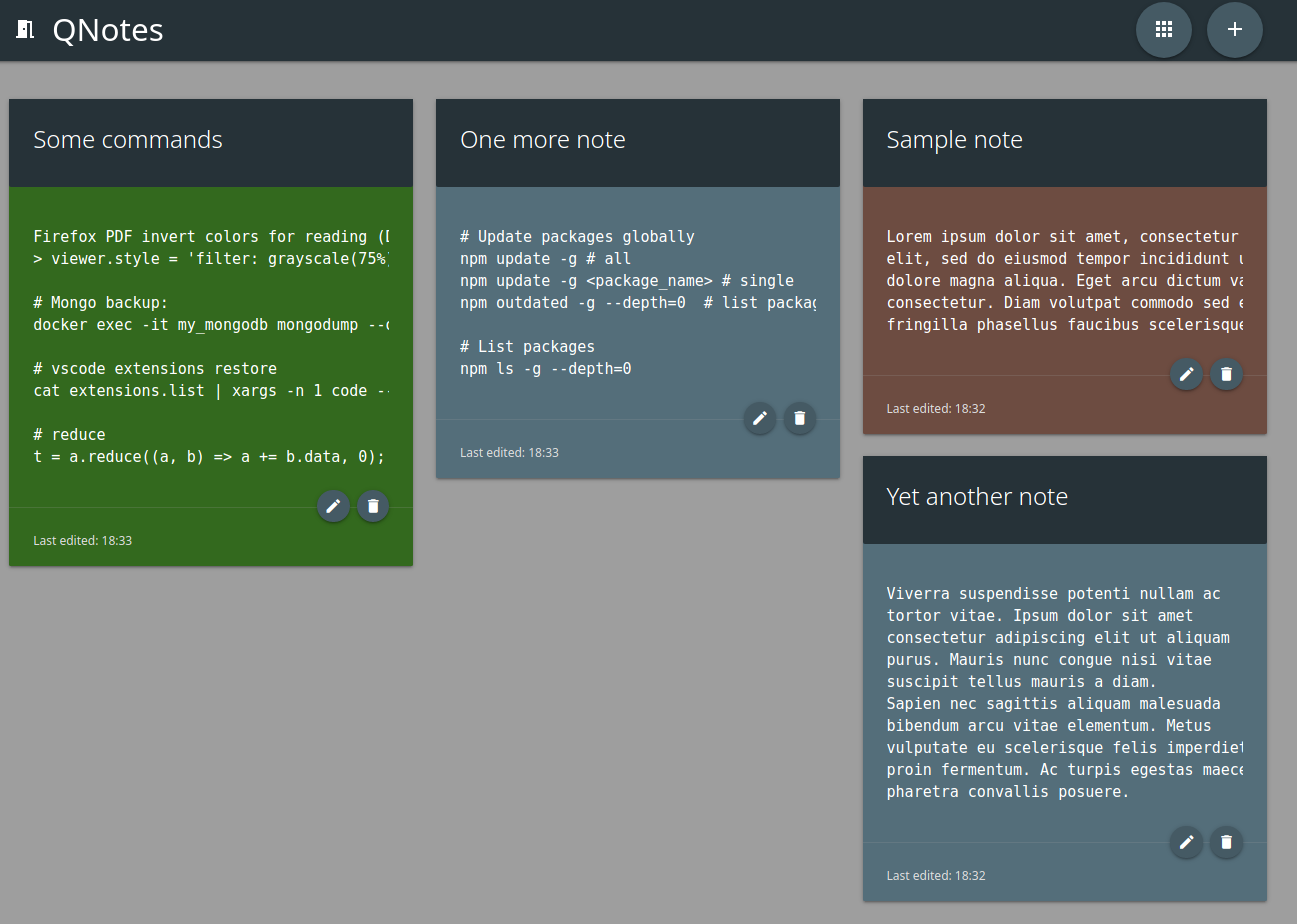 QNotes
Some commands
Firefox PDF invert colors for reading (
> viewer.style = 'filter: grayscale(75%)
# Mongo backup:
docker exec -it my_mongodb mongodump --
# vscode extensions restore
cat extensions.list | xargs -n 1 code --
# reduce
t = a.reduce((a, b) => a += b.data, 0);
Last edited: 18:33
One more note
# Update packages globally
npm update -g # all
npm update -g <package_name> # single
npm outdated -g --depth=0  # list packag
# List packages
npm ls -g --depth=0
Last edited: 18:33
Sample note
Lorem ipsum dolor sit amet, consectetur
elit, sed do eiusmod tempor incididunt u
dolore magna aliqua. Eget arcu dictum va
consectetur. Diam volutpat commodo sed e
fringilla phasellus faucibus scelerisque
Last edited: 18:32
Yet another note
Viverra suspendisse potenti nullam ac
tortor vitae. Ipsum dolor sit amet
consectetur adipiscing elit ut aliquam
purus. Mauris nunc congue nisi vitae
suscipit tellus mauris a diam.
Sapien nec sagittis aliquam malesuada
bibendum arcu vitae elementum. Metus
vulputate eu scelerisque felis imperdiet
proin fermentum. Ac turpis egestas maece
pharetra convallis posuere.
Last edited: 18:32